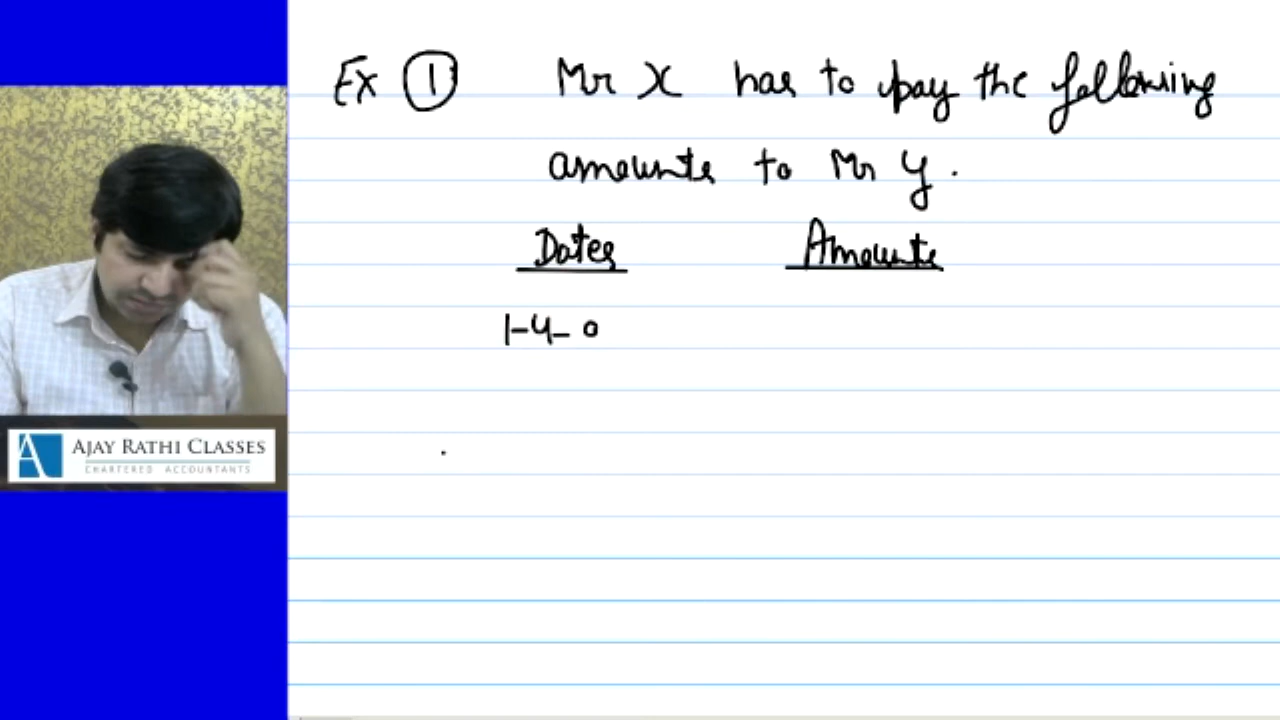 Ex 1 Mr X has to pay the following
amounts to Mr Y.
Dates Amounts
1-4-0
AJAY RATHI CLASSES
CHARTERED ACCOUNTANTS